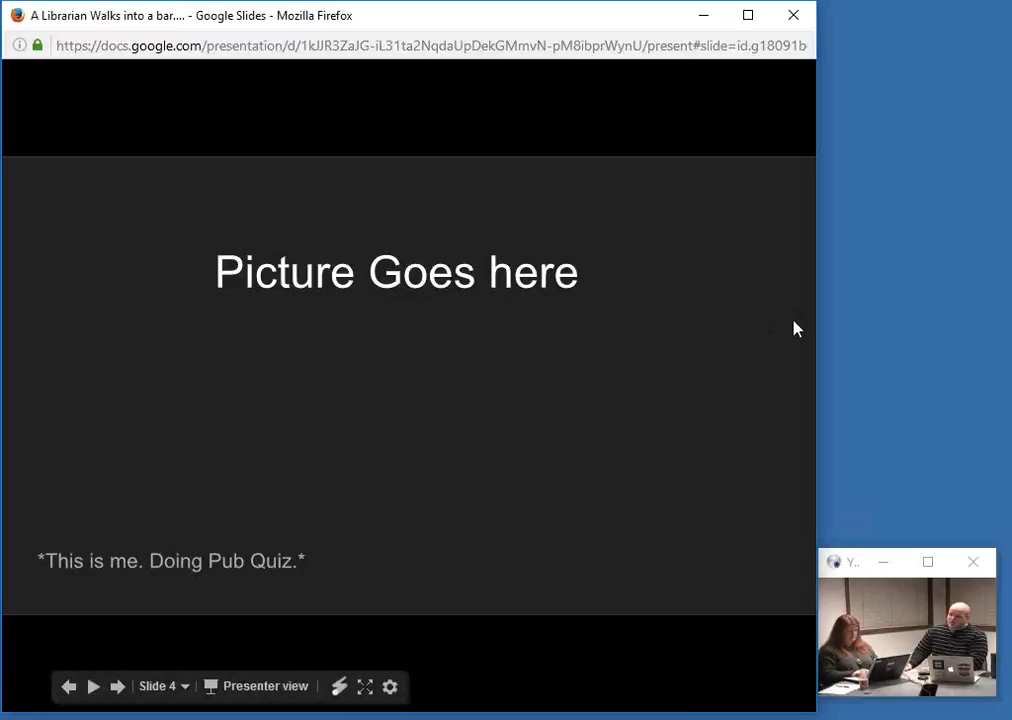 A Librarian Walks into a bar.... - Google Slides - Mozilla Firefox
https://docs.google.com/presentation/d/1kJJR3ZaJG-iL31ta2NqdaUpDekGMmvN-pM8ibprWynU/present#slide=id.g18091b
Picture Goes here
*This is me. Doing Pub Quiz.*
Slide 4
Presenter view
Y..